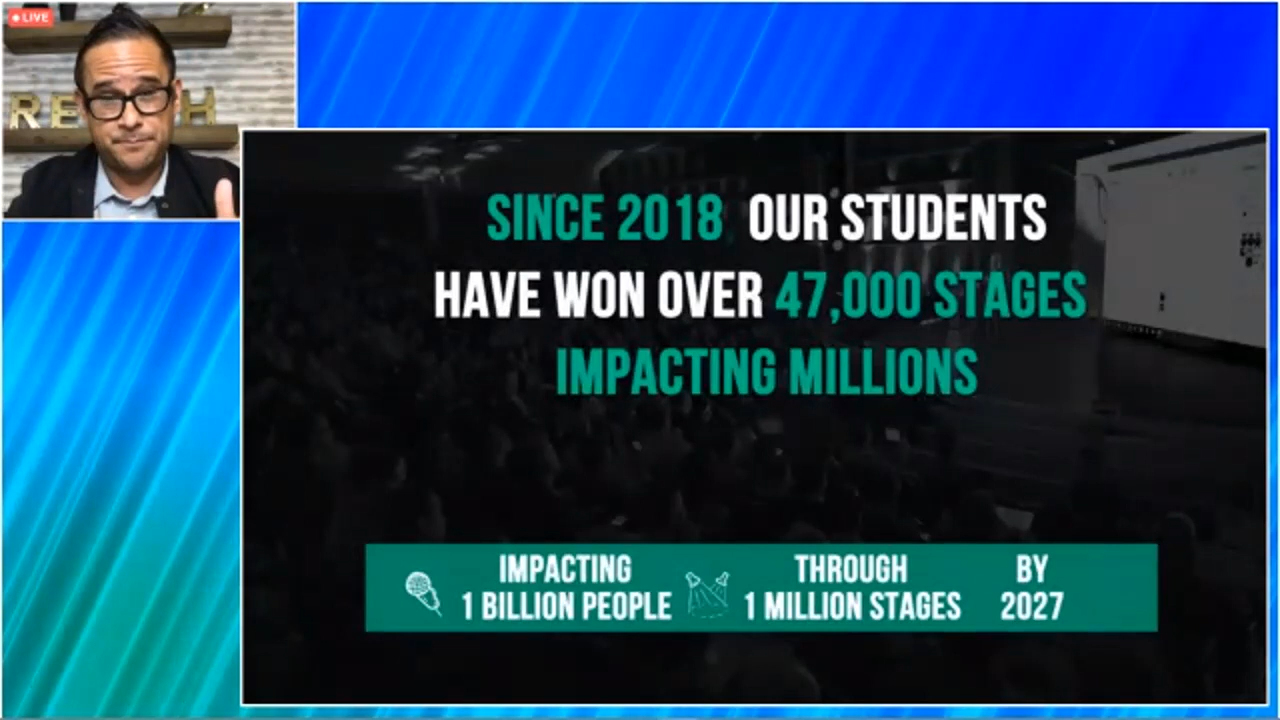 LIVE
SINCE 2018 OUR STUDENTS
HAVE WON OVER 47,000 STAGES
IMPACTING MILLIONS
IMPACTING
1 BILLION PEOPLE
THROUGH
1 MILLION STAGES
BY
2027